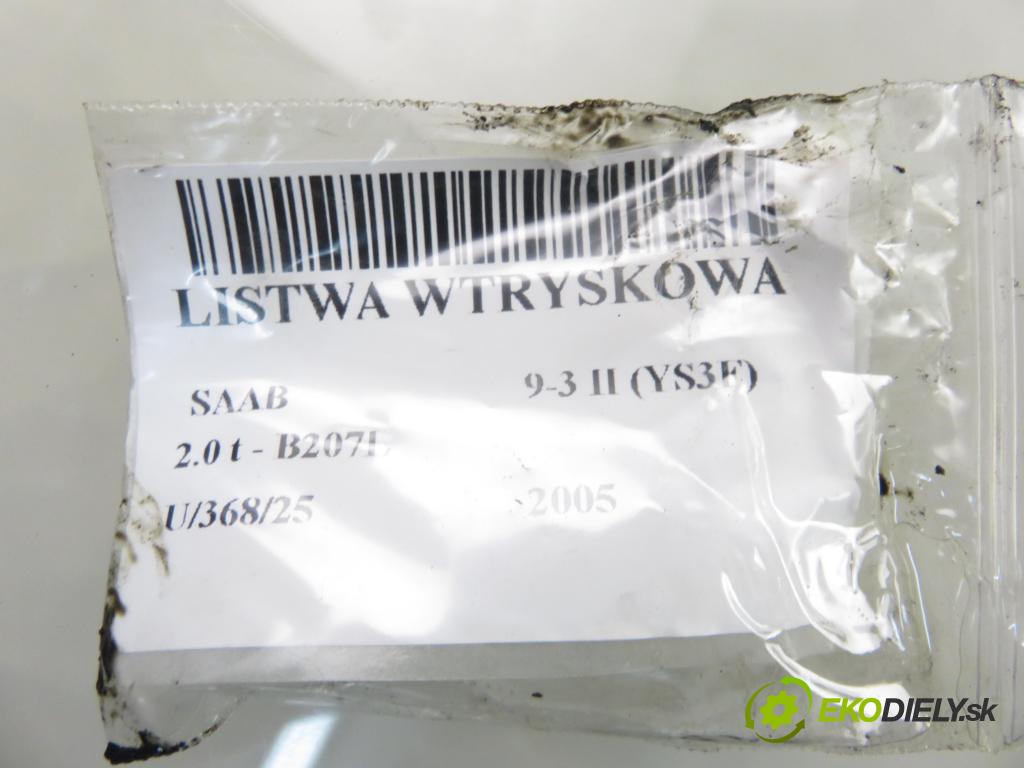 LISTWA WTRYSKOWA
SAAB 9-3 II (YS3F)
2.0 t - B207L
U/368/25 2005
EKODIELY.sk